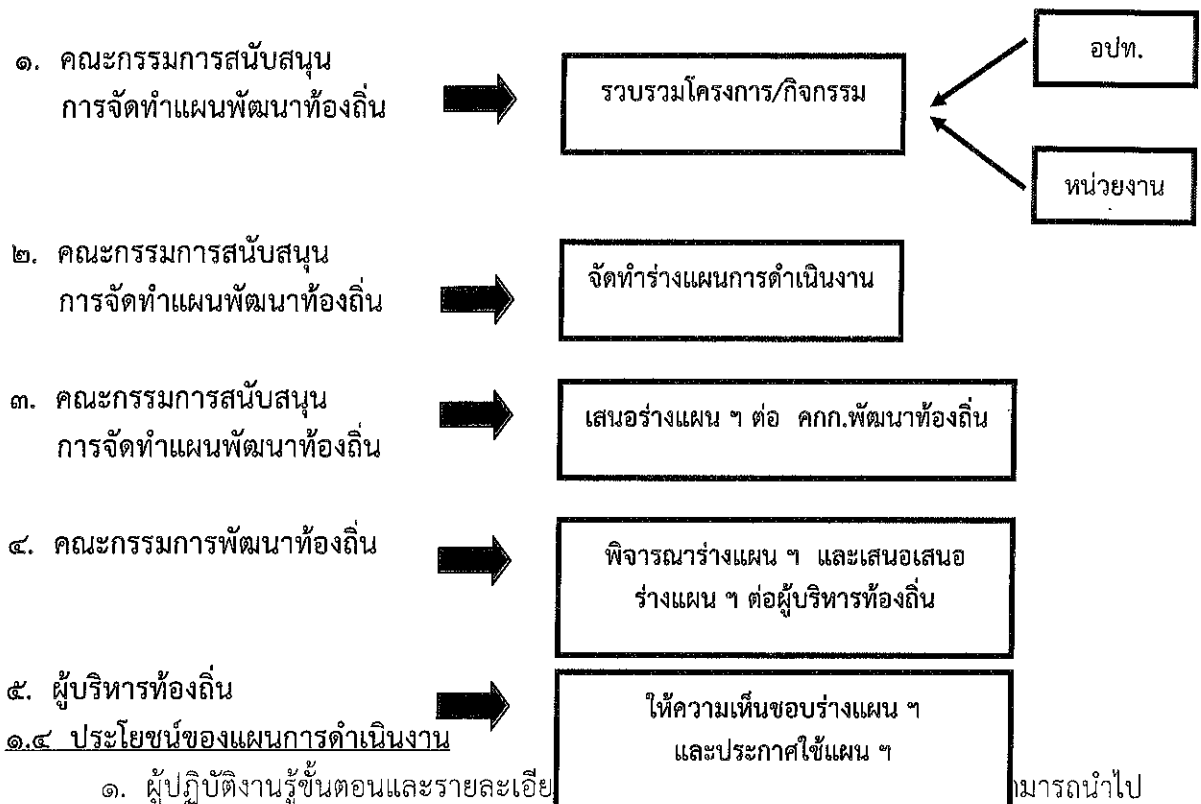 ๑. คณะกรรมการสนับสนุน
การจัดทำแผนพัฒนาท้องถิ่น
รวบรวมโครงการ/กิจกรรม
อปท.
หน่วยงาน
๒. คณะกรรมการสนับสนุน
การจัดทำแผนพัฒนาท้องถิ่น
จัดทำร่างแผนการดำเนินงาน
๓. คณะกรรมการสนับสนุน
การจัดทำแผนพัฒนาท้องถิ่น
เสนอร่างแผน ฯ ต่อ คกก.พัฒนาท้องถิ่น
๔. คณะกรรมการพัฒนาท้องถิ่น
พิจารณาร่างแผน ฯ และเสนอเสนอ
ร่างแผน ฯ ต่อผู้บริหารท้องถิ่น
๕. ผู้บริหารท้องถิ่น
ให้ความเห็นชอบร่างแผน ฯ
และประกาศใช้แผน ฯ
๑.๔ ประโยชน์ของแผนการดำเนินงาน
๑. ผู้ปฏิบัติงานรู้ขั้นตอนและรายละเอีย มารถนำไป